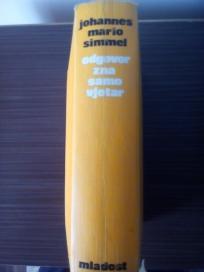 johannes
mario
simmel
odgovor
zna
samo
vjetar
mladost